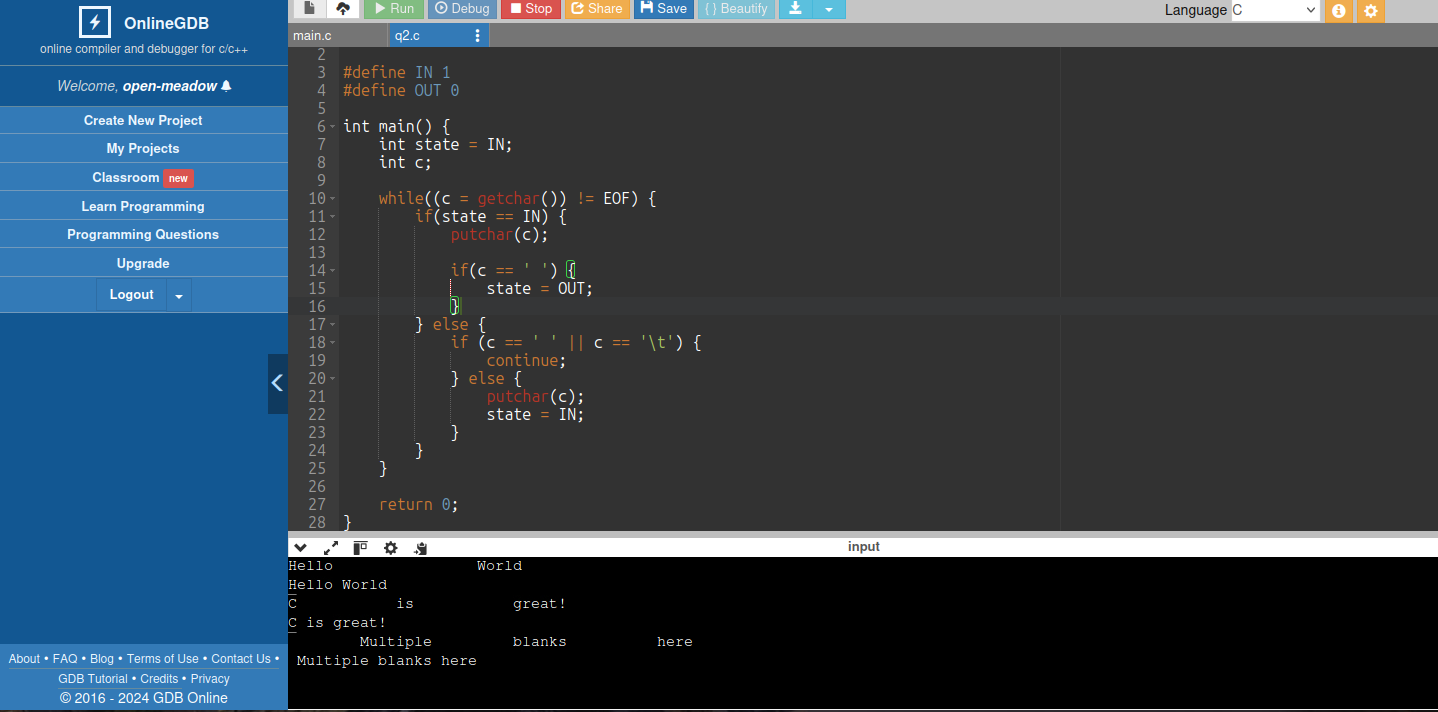 OnlineGDB
online compiler and debugger for c/c++
Welcome, open-meadow
Create New Project
My Projects
Classroom new
Learn Programming
Programming Questions
Upgrade
Logout
About • FAQ • Blog • Terms of Use • Contact Us •
GDB Tutorial • Credits • Privacy
© 2016 - 2024 GDB Online
Run Debug Stop Share Save { } Beautify Language C
main.c q2.c
2
3 #define IN 1
4 #define OUT 0
5
6 int main() {
7     int state = IN;
8     int c;
9
10     while((c = getchar()) != EOF) {
11         if(state == IN) {
12             putchar(c);
13
14             if(c == ' ') {
15                 state = OUT;
16             }
17         } else {
18             if (c == ' ' || c == '\t') {
19                 continue;
20             } else {
21                 putchar(c);
22                 state = IN;
23             }
24         }
25     }
26
27     return 0;
28 }
input
Hello                World
Hello World
C           is           great!
C is great!
        Multiple         blanks          here
 Multiple blanks here